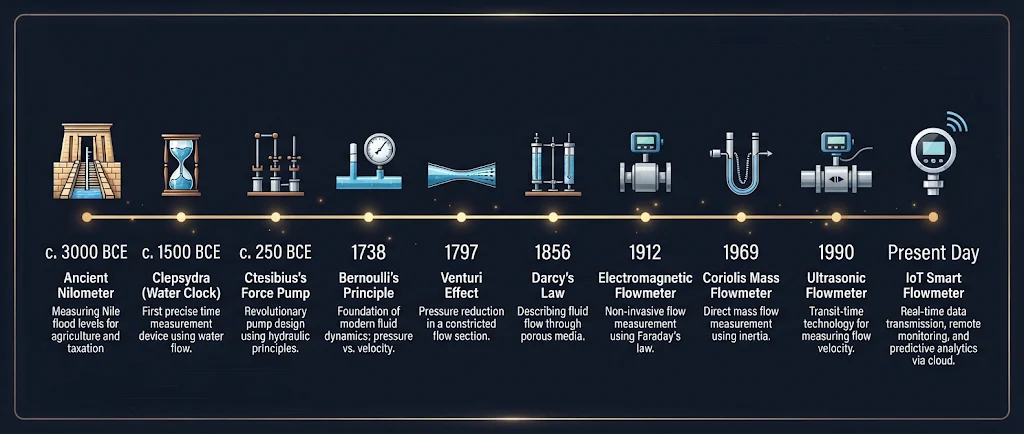 c. 3000 BCE
Ancient
Nilometer
Measuring Nile
flood levels for
agriculture and
taxation
c. 1500 BCE
Clepsydra
(Water Clock)
First precise time
measurement
device using water
flow.
c. 250 BCE
Ctesibius's
Force Pump
Revolutionary
pump design
using hydraulic
principles.
1738
Bernoulli's
Principle
Foundation of
modern fluid
dynamics; pressure
vs. velocity.
1797
Venturi
Effect
Pressure reduction
in a constricted
flow section.
1856
Darcy's
Law
Describing fluid
flow through
porous media.
1912
Electromagnetic
Flowmeter
Non-invasive flow
measurement
using Faraday's
law.
1969
Coriolis Mass
Flowmeter
Direct mass flow
measurement
using inertia.
1990
Ultrasonic
Flowmeter
Transit-time
technology for
measuring flow
velocity.
Present Day
IoT Smart
Flowmeter
Real-time data
transmission, remote
monitoring, and
predictive analytics
via cloud.